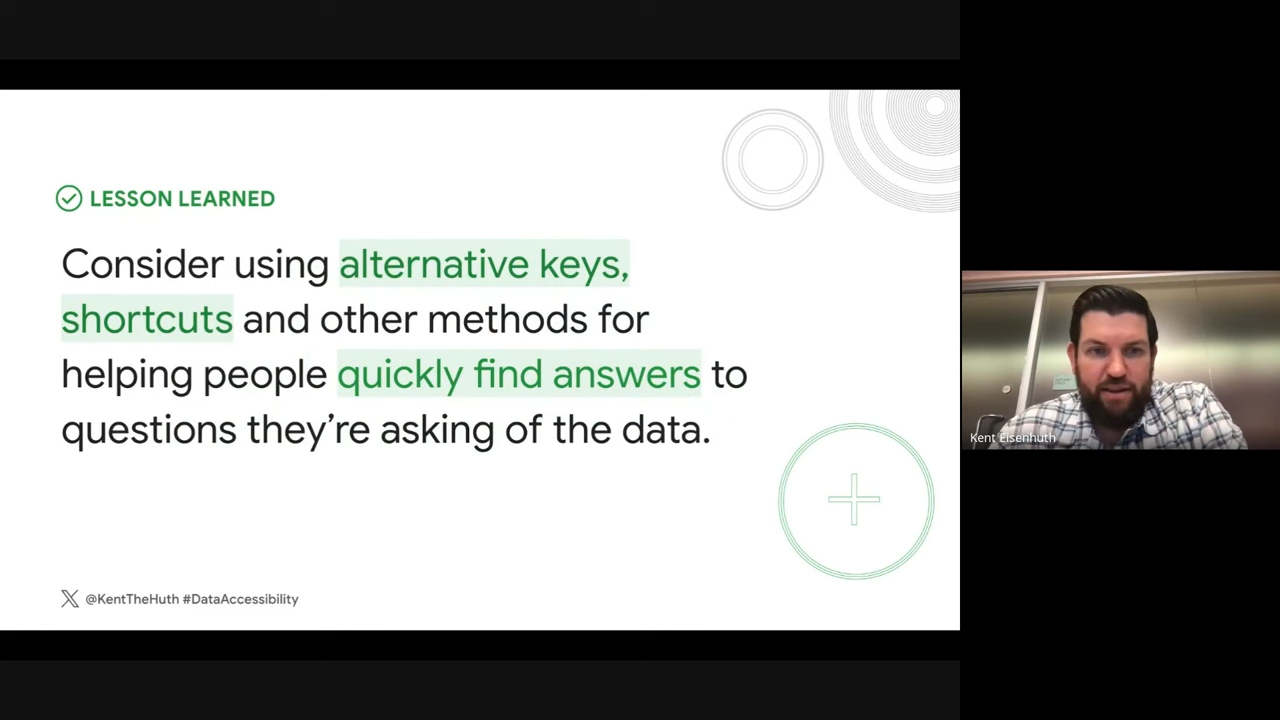 LESSON LEARNED
Consider using alternative keys,
shortcuts and other methods for
helping people quickly find answers to
questions they’re asking of the data.
@KentTheHuth #DataAccessibility
Kent Eisenhuth